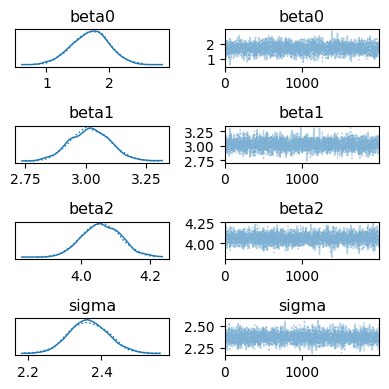 beta0 beta0
2
1
1 2 0 1000
beta1 beta1
3.25
3.00
2.75
2.75 3.00 3.25 0 1000
beta2 beta2
4.25
4.00
4.0 4.2 0 1000
sigma sigma
2.50
2.25
2.2 2.4 0 1000